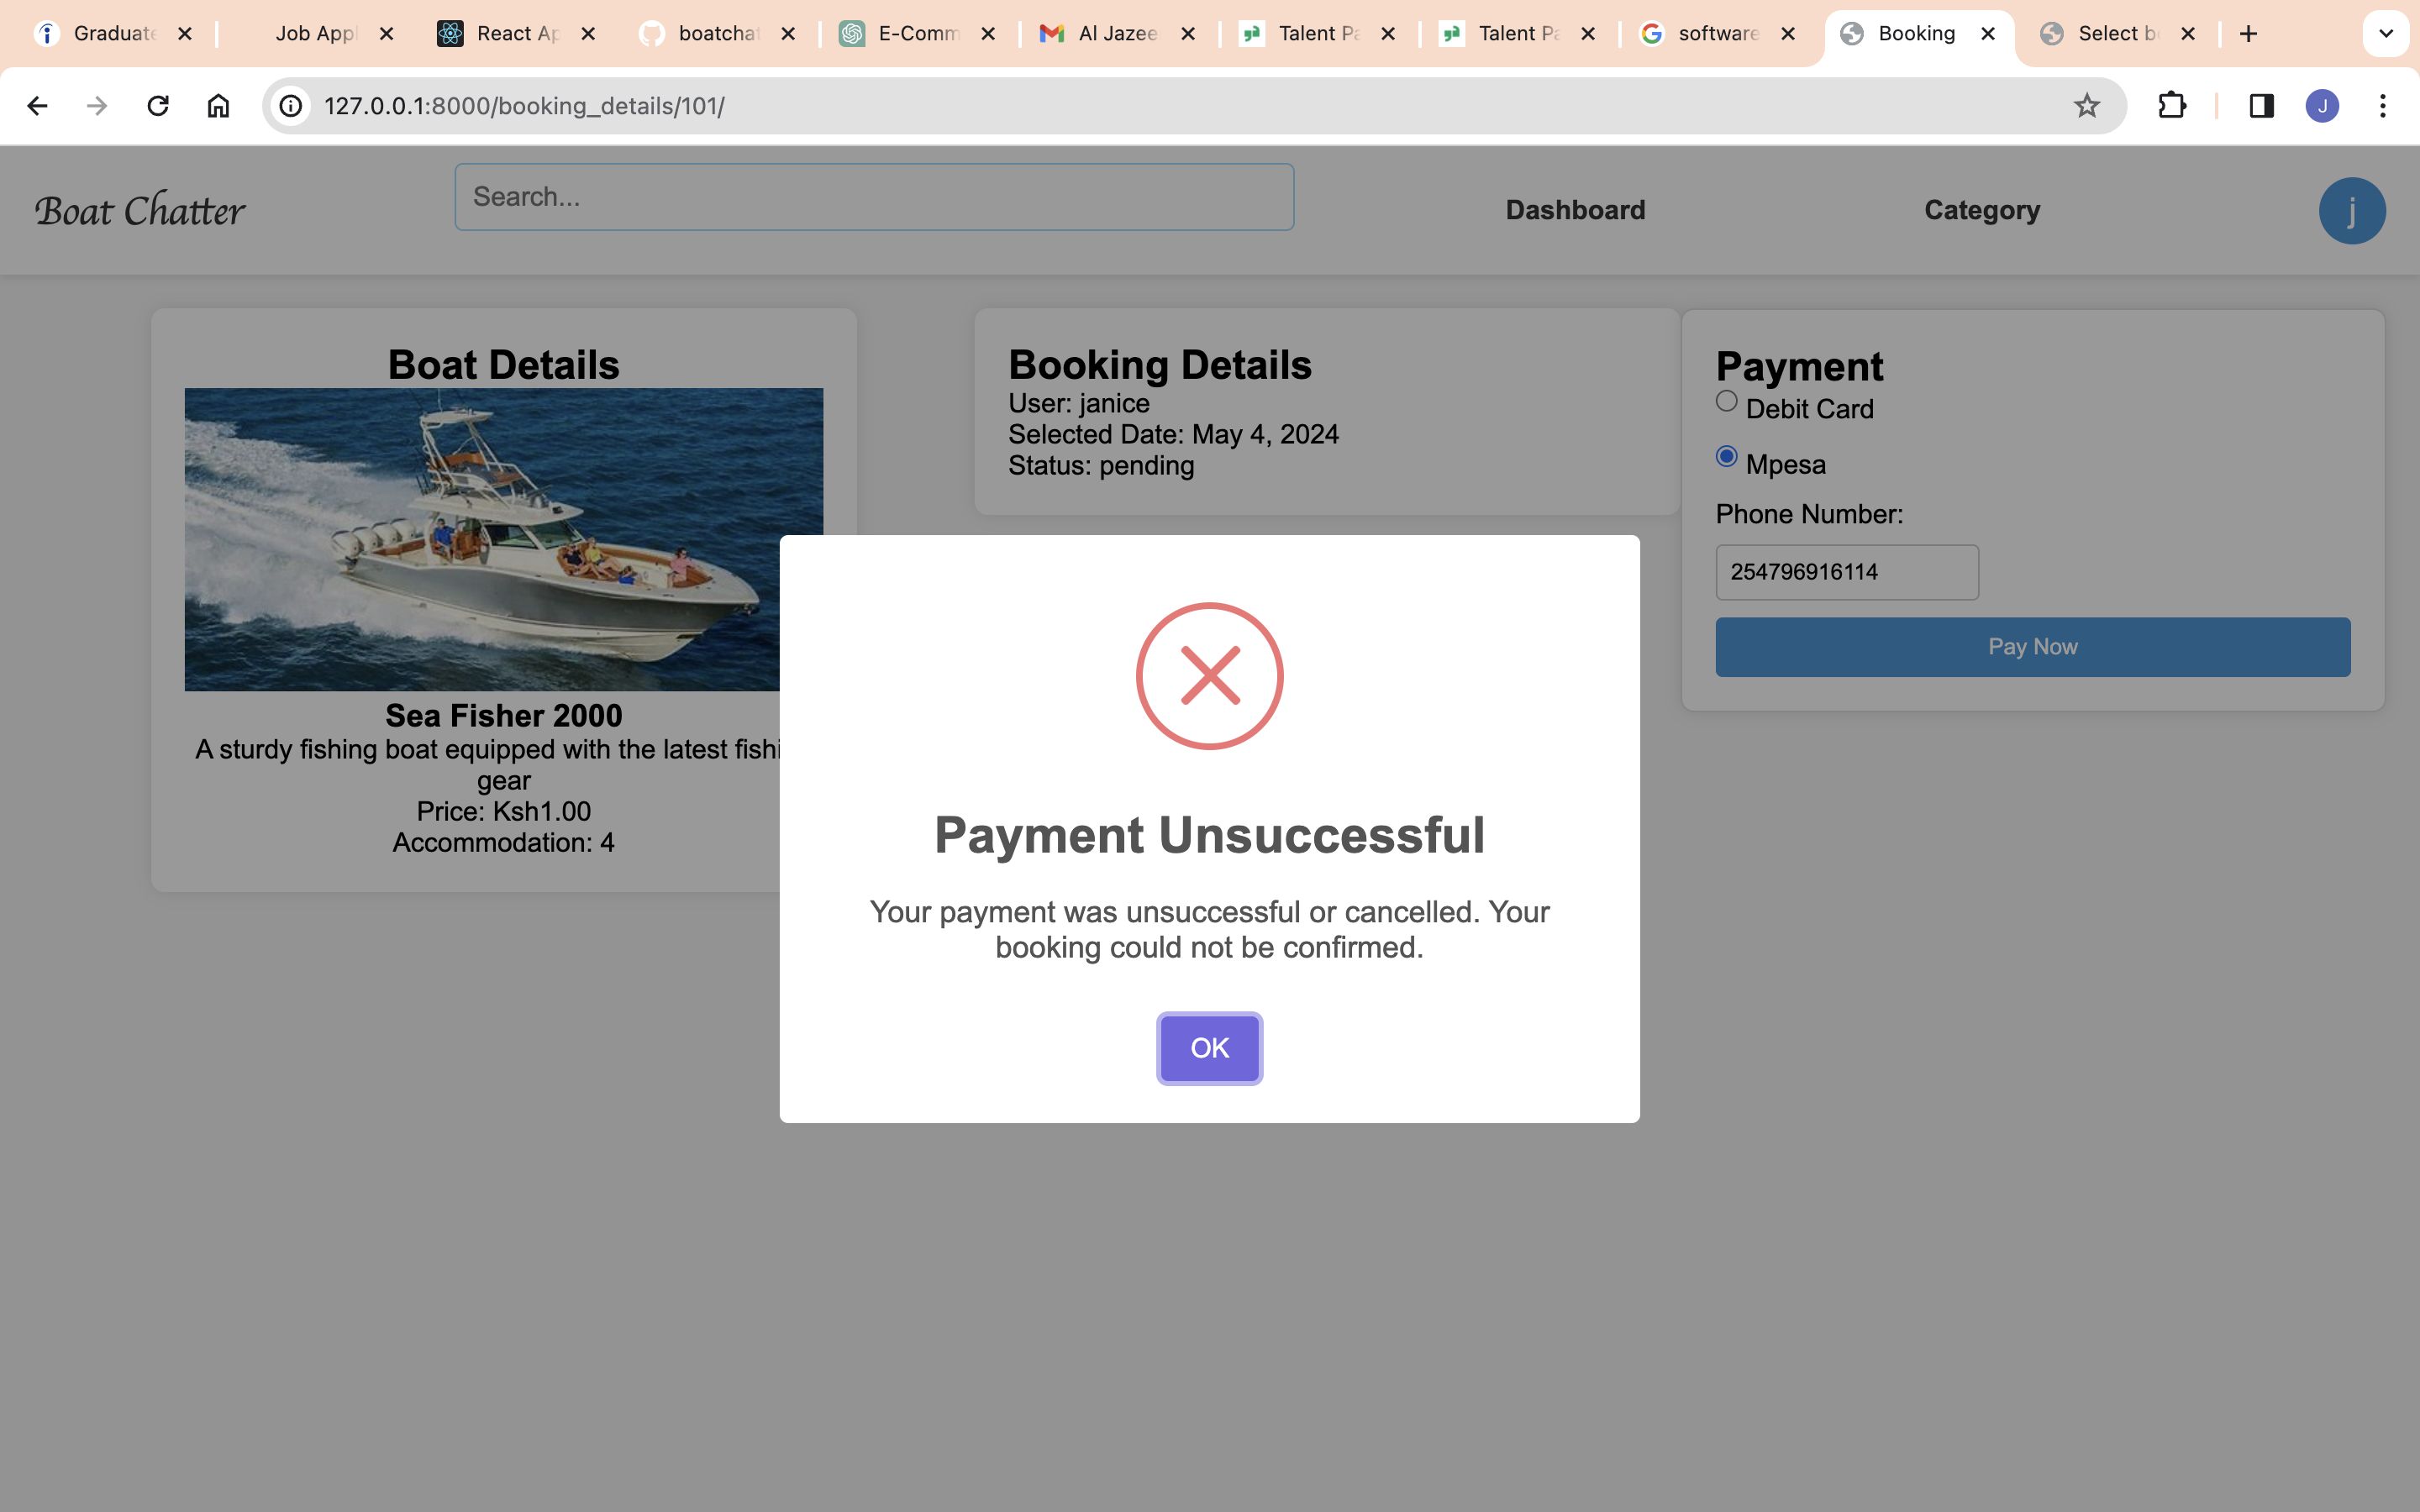 Graduate
Job Appl
React Ap
boatchat
E-Comm
Al Jazee
Talent Pa
Talent Pa
software
Booking
Select b
127.0.0.1:8000/booking_details/101/
J
Boat Chatter
Search...
Dashboard
Category
j
Boat Details
Sea Fisher 2000
A sturdy fishing boat equipped with the latest fishi
gear
Price: Ksh1.00
Accommodation: 4
Booking Details
User: janice
Selected Date: May 4, 2024
Status: pending
Payment
Debit Card
Mpesa
Phone Number:
254796916114
Pay Now
Payment Unsuccessful
Your payment was unsuccessful or cancelled. Your
booking could not be confirmed.
OK